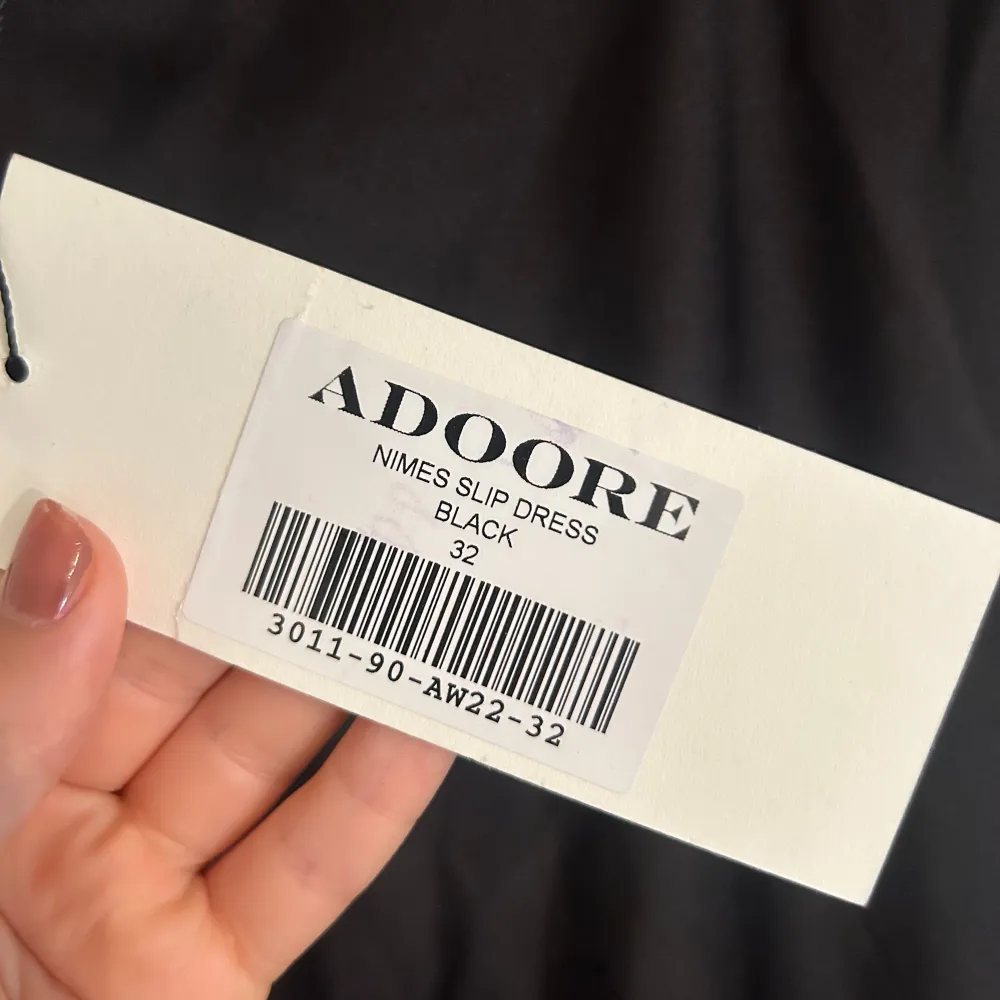 ADOORE
NIMES SLIP DRESS
BLACK
32
3011-90-AW22-32